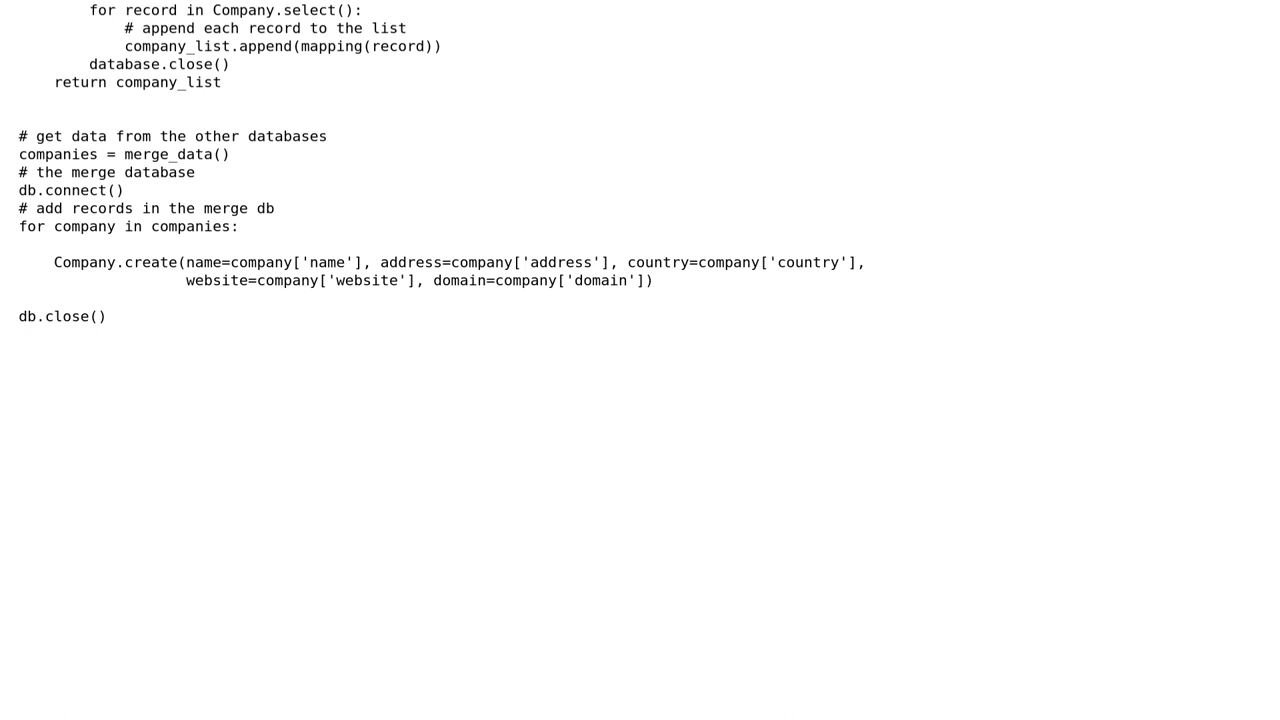 for record in Company.select():
            # append each record to the list
            company_list.append(mapping(record))
        database.close()
    return company_list


# get data from the other databases
companies = merge_data()
# the merge database
db.connect()
# add records in the merge db
for company in companies:

    Company.create(name=company['name'], address=company['address'], country=company['country'],
                   website=company['website'], domain=company['domain'])

db.close()